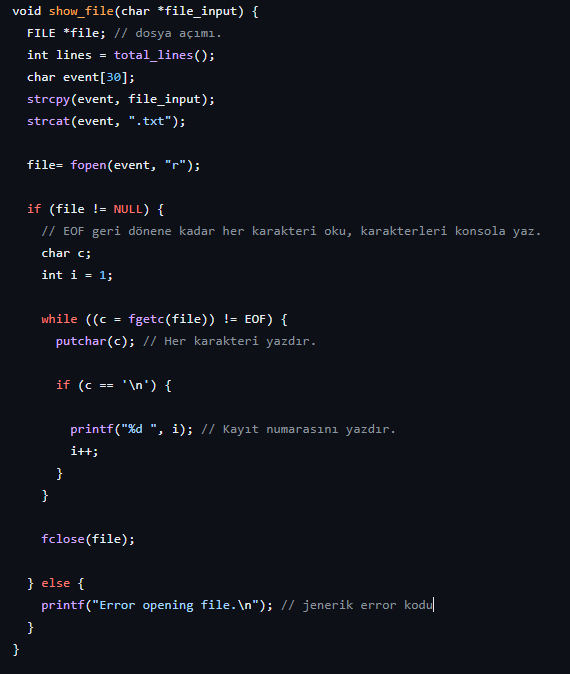 void show_file(char *file_input) {
FILE *file; // dosya açımı.
int lines = total_lines();
char event[30];
strcpy(event, file_input);
strcat(event, ".txt");
file= fopen(event, "r");
if (file != NULL) {
// EOF geri dönene kadar her karakteri oku, karakterleri konsola yaz.
char c;
int i = 1;
while ((c = fgetc(file)) != EOF) {
putchar(c); // Her karakteri yazdır.
if (c == '\n') {
printf("%d ", i); // Kayıt numarasını yazdır.
i++;
}
}
fclose(file);
} else {
printf("Error opening file.\n"); // jenerik error kodu
}
}